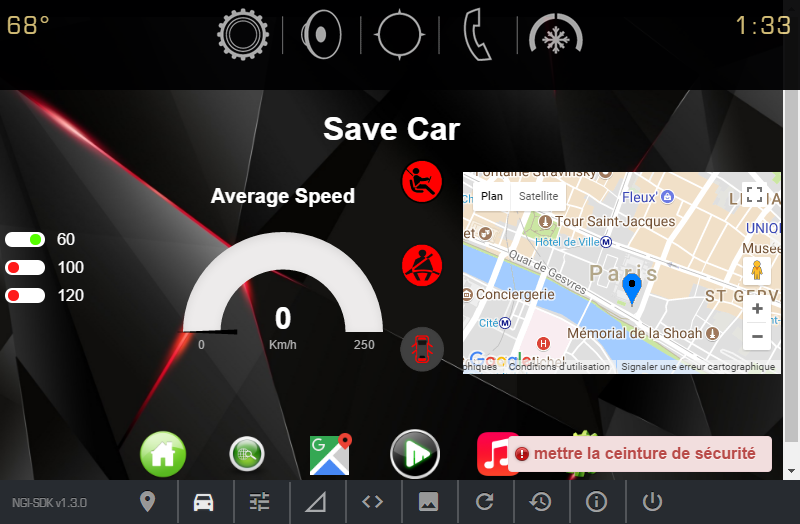 68°
1:33
Save Car
Average Speed
60
100
120
0
0
Km/h
250
Fontaine Stravinsky
Plan
Satellite
Fleux'
Tour Saint-Jacques
Hôtel de Ville
UNIO
Musée
et
Quai de Gesvres
Paris
Conciergerie
ST GERV
Cité
Mémorial de la Shoah
Google
phiques
Conditions d'utilisation
Signaler une erreur cartographique
G
mettre la ceinture de sécurité
NGI-SDK v1.3.0